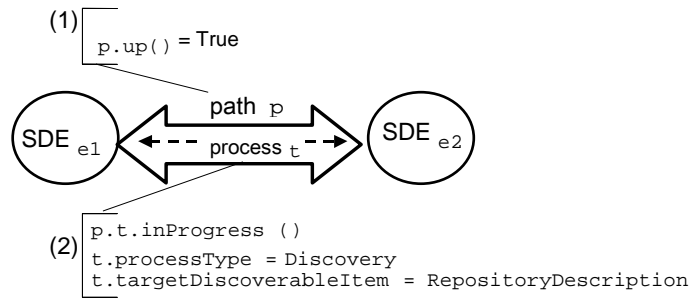 (1)
p.up() = True
path p
SDE e1
process t
SDE e2
(2)
p.t.inProgress ()
t.processType = Discovery
t.targetDiscoverableItem = RepositoryDescription